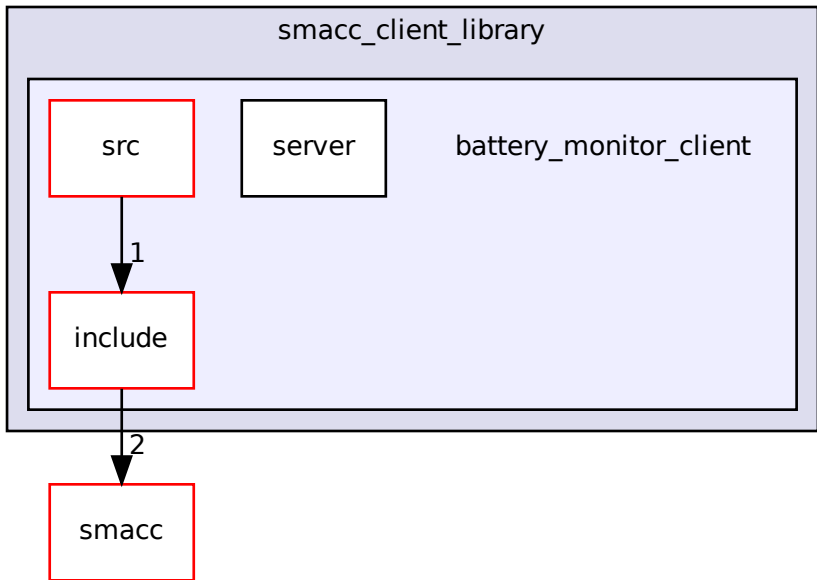 smacc_client_library
src
server
battery_monitor_client
1
include
2
smacc